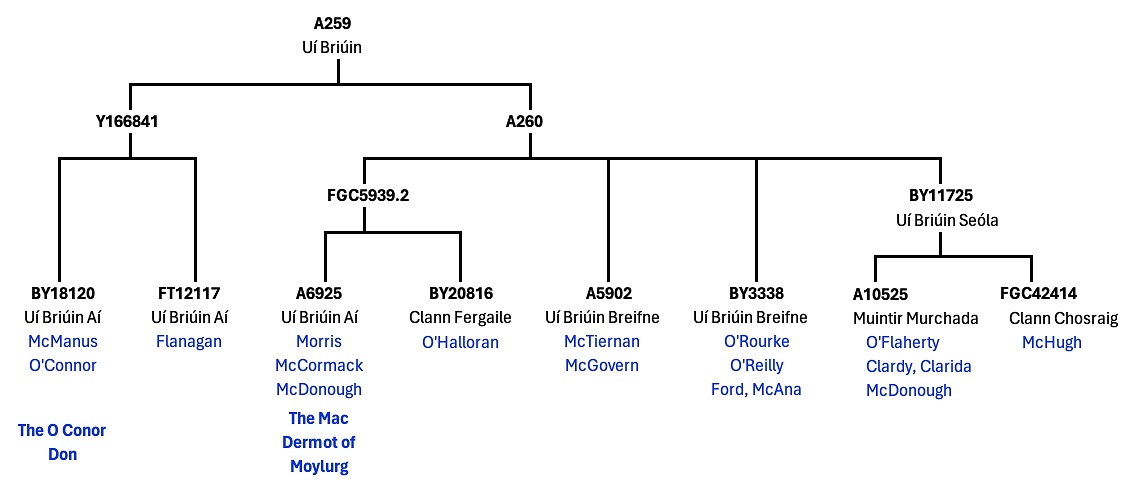 A259
Uí Briúin
Y166841
A260
FGC5939.2
BY11725
Uí Briúin Seóla
BY18120
Uí Briúin Aí
McManus
O'Connor
The O Conor
Don
FT12117
Uí Briúin Aí
Flanagan
A6925
Uí Briúin Aí
Morris
McCormack
McDonough
The Mac
Dermot of
Moylurg
BY20816
Clann Fergaile
O'Halloran
A5902
Uí Briúin Breifne
McTiernan
McGovern
BY3338
Uí Briúin Breifne
O'Rourke
O'Reilly
Ford, McAna
A10525
Muintir Murchada
O'Flaherty
Clardy, Clarida
McDonough
FGC42414
Clann Chosraig
McHugh